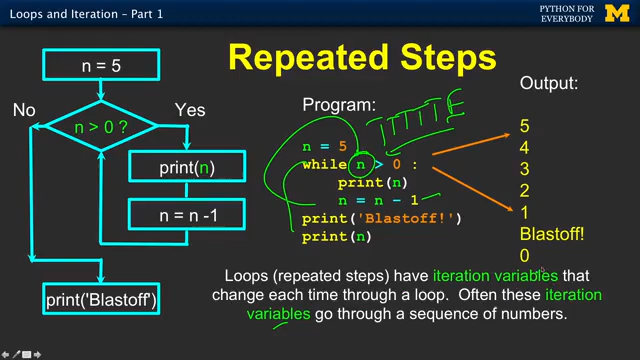 Loops and Iteration – Part 1
PYTHON FOR
EVERYBODY
M
Repeated Steps
n = 5
No
Yes
n > 0 ?
print(n)
n = n -1
print('Blastoff')
Program:
n = 5
while n > 0 :
print(n)
n = n - 1
print('Blastoff!')
print(n)
TTTTTF
Output:
5
4
3
2
1
Blastoff!
0
Loops (repeated steps) have iteration variables that
change each time through a loop. Often these iteration
variables go through a sequence of numbers.